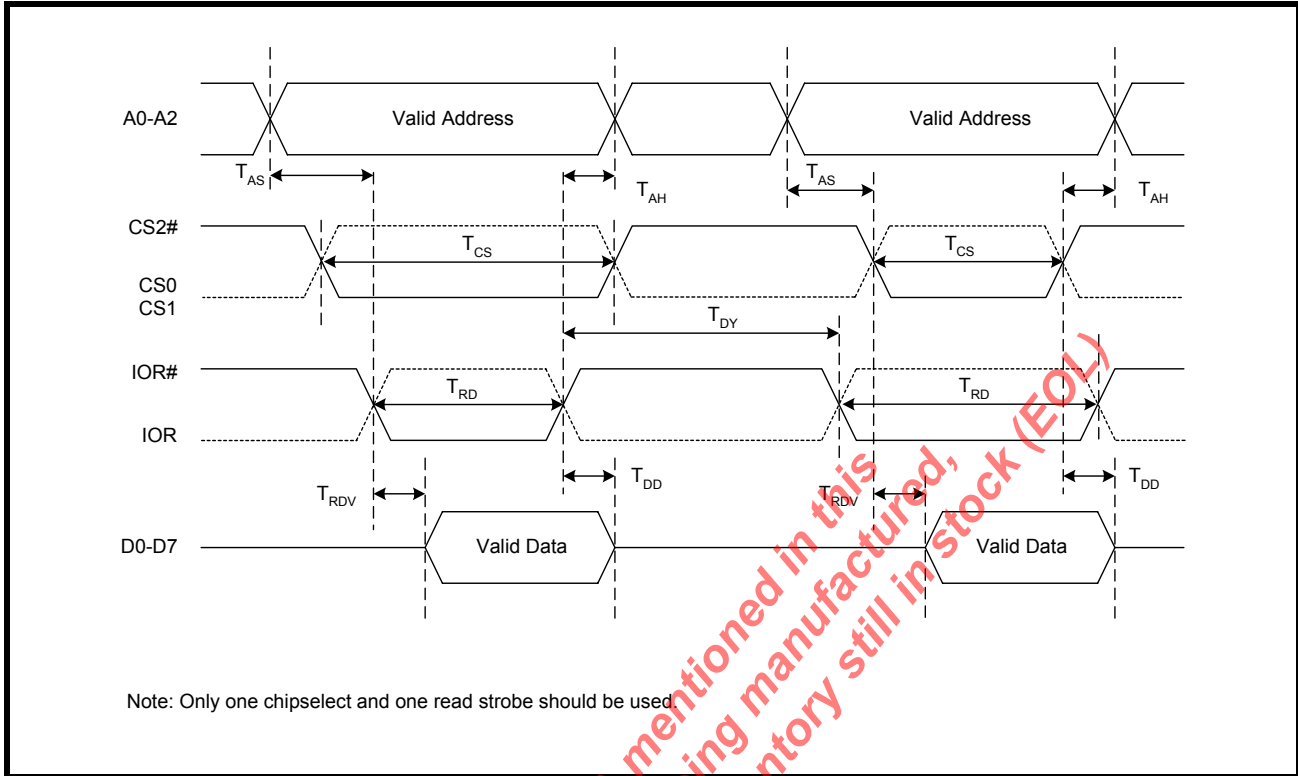 A0-A2
Valid Address
Valid Address
TAS
TAH
TAS
TAH
CS2#
TCS
TCS
CS0
CS1
TDY
IOR#
TRD
TRD
IOR
TRDV
TDD
TRDV
TDD
D0-D7
Valid Data
Valid Data
Note: Only one chipselect and one read strobe should be used.
mentioned in this
ing manufactured,
ntory still in stock (EOL)